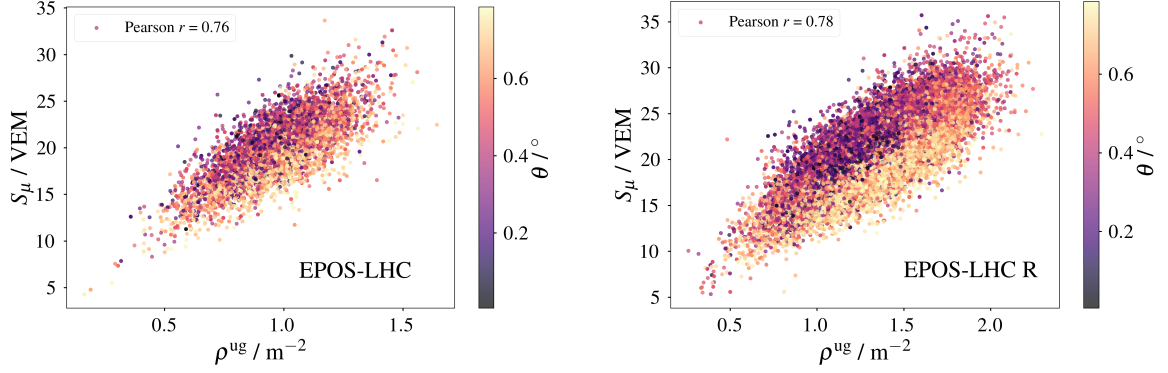 35
30
25
20
15
10
5
S_μ / VEM
Pearson r = 0.76
EPOS-LHC
0.5
1.0
1.5
ρ^ug / m^−2
0.6
0.4
0.2
θ / °
35
30
25
20
15
10
5
S_μ / VEM
Pearson r = 0.78
EPOS-LHC R
0.5
1.0
1.5
2.0
ρ^ug / m^−2
0.6
0.4
0.2
θ / °